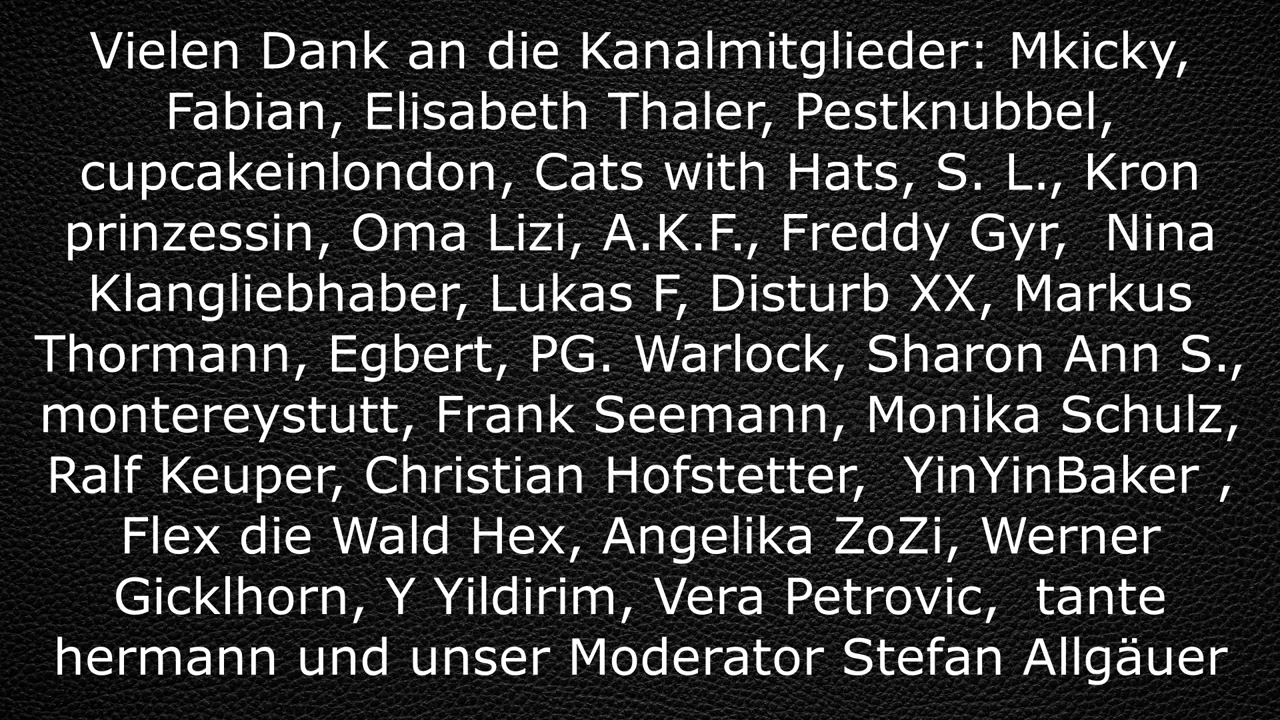 Vielen Dank an die Kanalmitglieder: Mkicky,
Fabian, Elisabeth Thaler, Pestknubbel,
cupcakeinlondon, Cats with Hats, S. L., Kron
prinzessin, Oma Lizi, A.K.F., Freddy Gyr,  Nina
Klangliebhaber, Lukas F, Disturb XX, Markus
Thormann, Egbert, PG. Warlock, Sharon Ann S.,
montereystutt, Frank Seemann, Monika Schulz,
Ralf Keuper, Christian Hofstetter,  YinYinBaker ,
Flex die Wald Hex, Angelika ZoZi, Werner
Gicklhorn, Y Yildirim, Vera Petrovic,  tante
hermann und unser Moderator Stefan Allgäuer